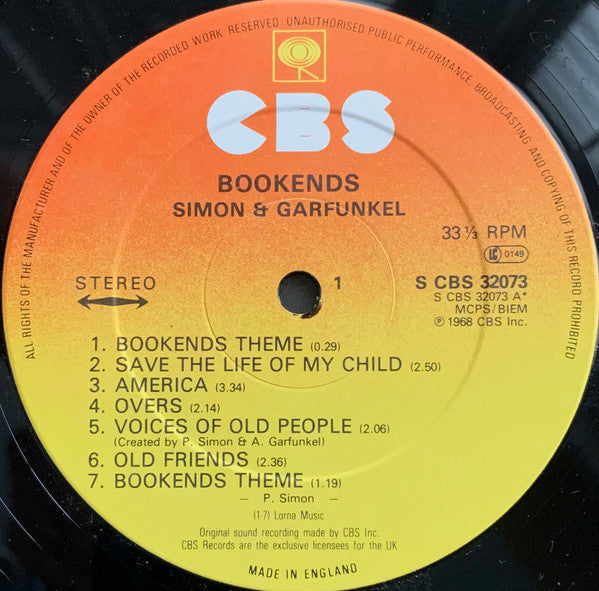 ALL RIGHTS OF THE MANUFACTURER AND OF THE OWNER OF THE RECORDED WORK RESERVED UNAUTHORISED PUBLIC PERFORMANCE, BROADCASTING AND COPYING OF THIS RECORD PROHIBITED
CBS
BOOKENDS
SIMON & GARFUNKEL
33⅓ RPM
LC 0149
STEREO
1
S CBS 32073
S CBS 32073 A*
MCPS/BIEM
℗ 1968 CBS Inc.
1. BOOKENDS THEME (0.29)
2. SAVE THE LIFE OF MY CHILD (2.50)
3. AMERICA (3.34)
4. OVERS (2.14)
5. VOICES OF OLD PEOPLE (2.06)
(Created by P. Simon & A. Garfunkel)
6. OLD FRIENDS (2.36)
7. BOOKENDS THEME (1.19)
– P. Simon –
(1-7) Lorna Music
Original sound recording made by CBS Inc.
CBS Records are the exclusive licensees for the UK
MADE IN ENGLAND